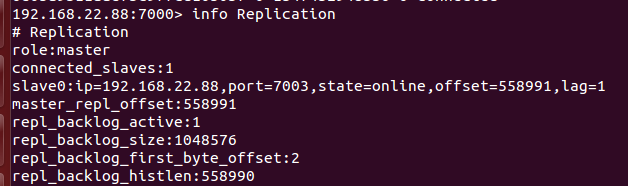 192.168.22.88:7000> info Replication
# Replication
role:master
connected_slaves:1
slave0:ip=192.168.22.88,port=7003,state=online,offset=558991,lag=1
master_repl_offset:558991
repl_backlog_active:1
repl_backlog_size:1048576
repl_backlog_first_byte_offset:2
repl_backlog_histlen:558990